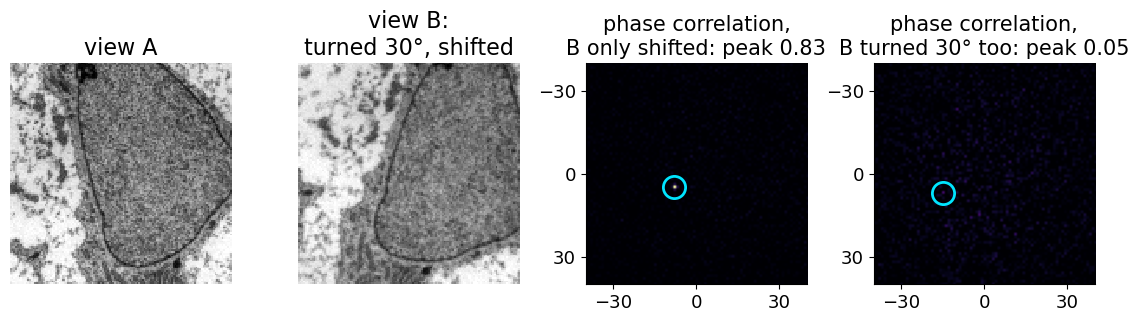 view A
view B:
turned 30°, shifted
phase correlation,
B only shifted: peak 0.83
phase correlation,
B turned 30° too: peak 0.05
−30
0
30
−30
0
30
−30
0
30
−30
0
30